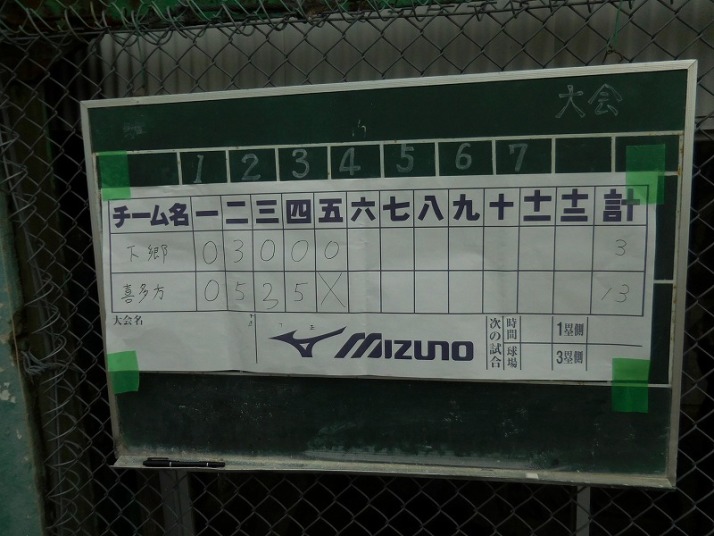 大会
1 2 3 4 5 6 7
チーム名 一 二 三 四 五 六 七 八 九 十 十一 十二 計
下郷 0 3 0 0 0 3
喜多方 0 5 3 5 X 13
大会名
MIZUNO
次の試合 時間 1塁側
球場 3塁側